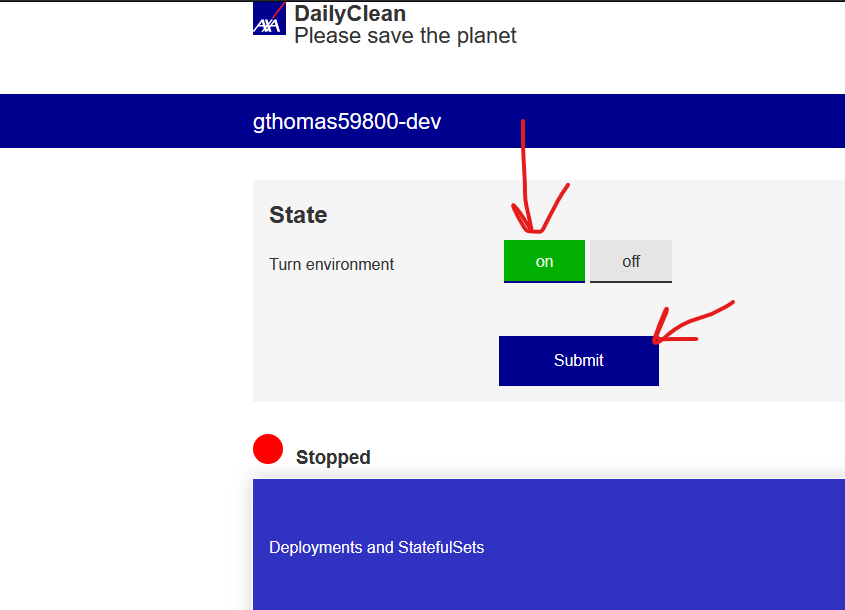 AXA
DailyClean
Please save the planet
gthomas59800-dev
State
Turn environment
on
off
Submit
Stopped
Deployments and StatefulSets